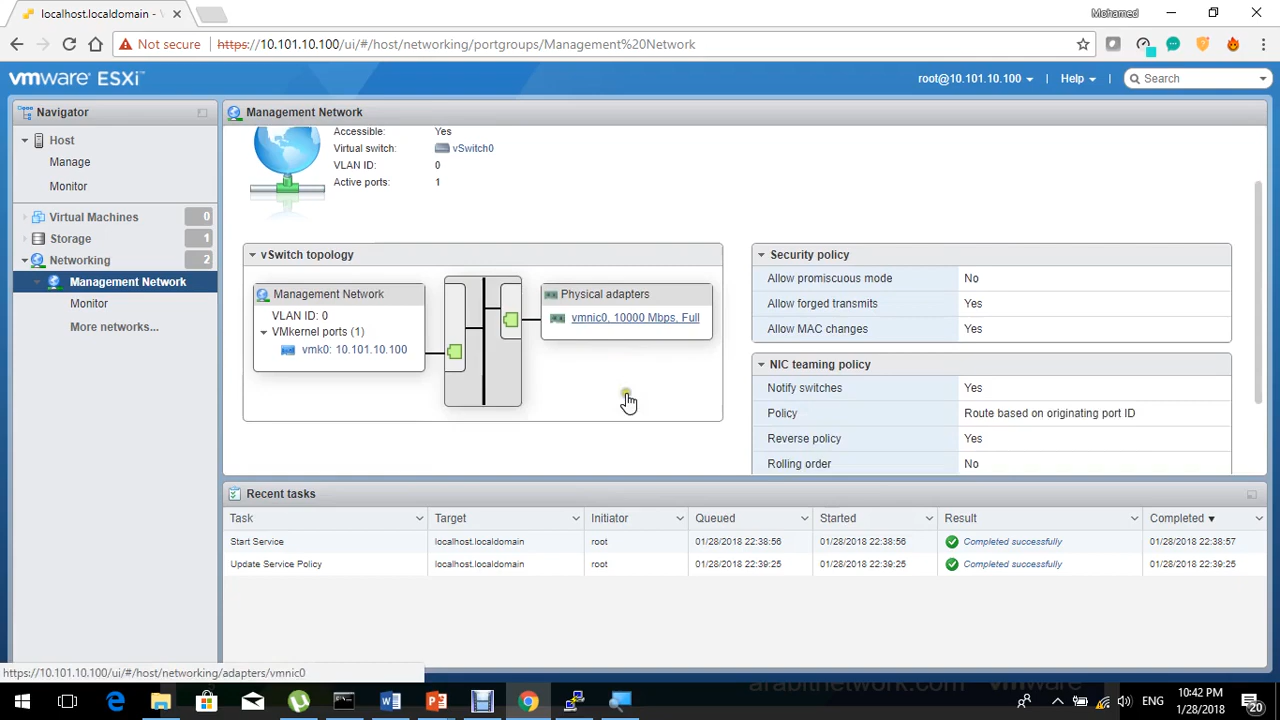 localhost.localdomain - \
Mohamed
Not secure
https://10.101.10.100/ui/#/host/networking/portgroups/Management%20Network
vmware ESXi™
root@10.101.10.100
Help
Search
Navigator
Host
Manage
Monitor
Virtual Machines 0
Storage 1
Networking 2
Management Network
Monitor
More networks...
Management Network
Accessible: Yes
Virtual switch: vSwitch0
VLAN ID: 0
Active ports: 1
vSwitch topology
Management Network
VLAN ID: 0
VMkernel ports (1)
vmk0: 10.101.10.100
Physical adapters
vmnic0, 10000 Mbps, Full
Security policy
Allow promiscuous mode No
Allow forged transmits Yes
Allow MAC changes Yes
NIC teaming policy
Notify switches Yes
Policy Route based on originating port ID
Reverse policy Yes
Rolling order No
Recent tasks
Task Target Initiator Queued Started Result Completed
Start Service localhost.localdomain root 01/28/2018 22:38:56 01/28/2018 22:38:56 Completed successfully 01/28/2018 22:38:57
Update Service Policy localhost.localdomain root 01/28/2018 22:39:25 01/28/2018 22:39:25 Completed successfully 01/28/2018 22:39:25
https://10.101.10.100/ui/#/host/networking/adapters/vmnic0
arabitnetwork.com vmware
ENG
10:42 PM
1/28/2018
20